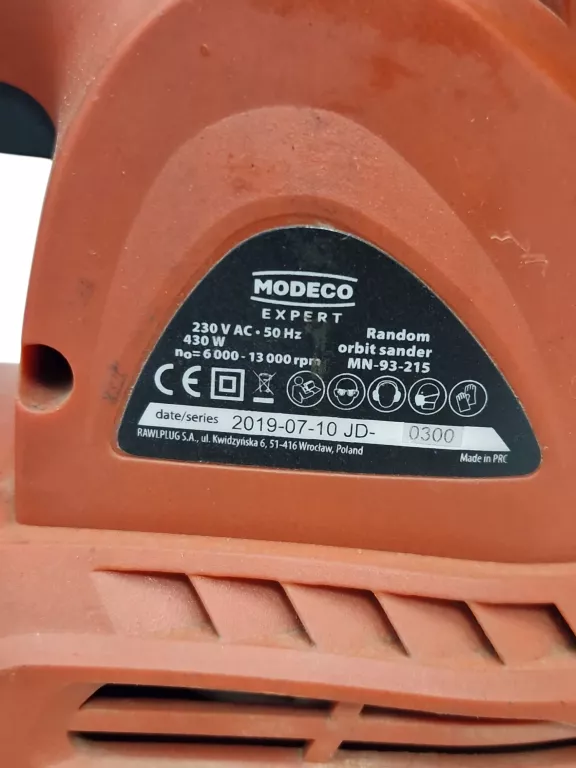 MODECO
EXPERT
230 V AC • 50 Hz
430 W
n₀= 6 000 - 13 000 rpm
Random
orbit sander
MN-93-215
CE
date/series 2019-07-10 JD- 0300
RAWLPLUG S.A., ul. Kwidzyńska 6, 51-416 Wrocław, Poland
Made in PRC